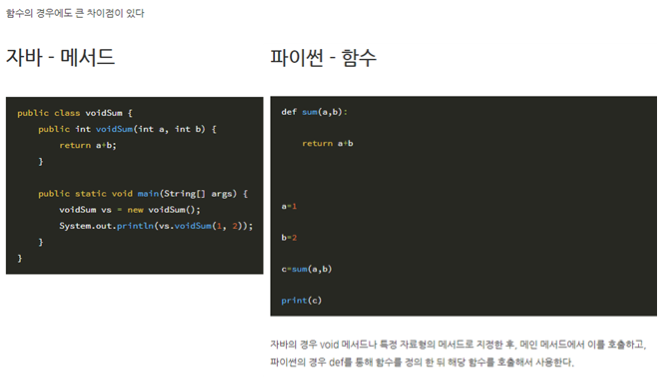 함수의 경우에도 큰 차이점이 있다
자바 - 메서드
public class voidSum {
public int voidSum(int a, int b) {
return a+b;
}
public static void main(String[] args) {
voidSum vs = new voidSum();
System.out.println(vs.voidSum(1, 2));
}
}
파이썬 - 함수
def sum(a,b):
return a+b
a=1
b=2
c=sum(a,b)
print(c)
자바의 경우 void 메서드나 특정 자료형의 메서드로 지정한 후, 메인 메서드에서 이를 호출하고,
파이썬의 경우 def를 통해 함수를 정의 한 뒤 해당 함수를 호출해서 사용한다.